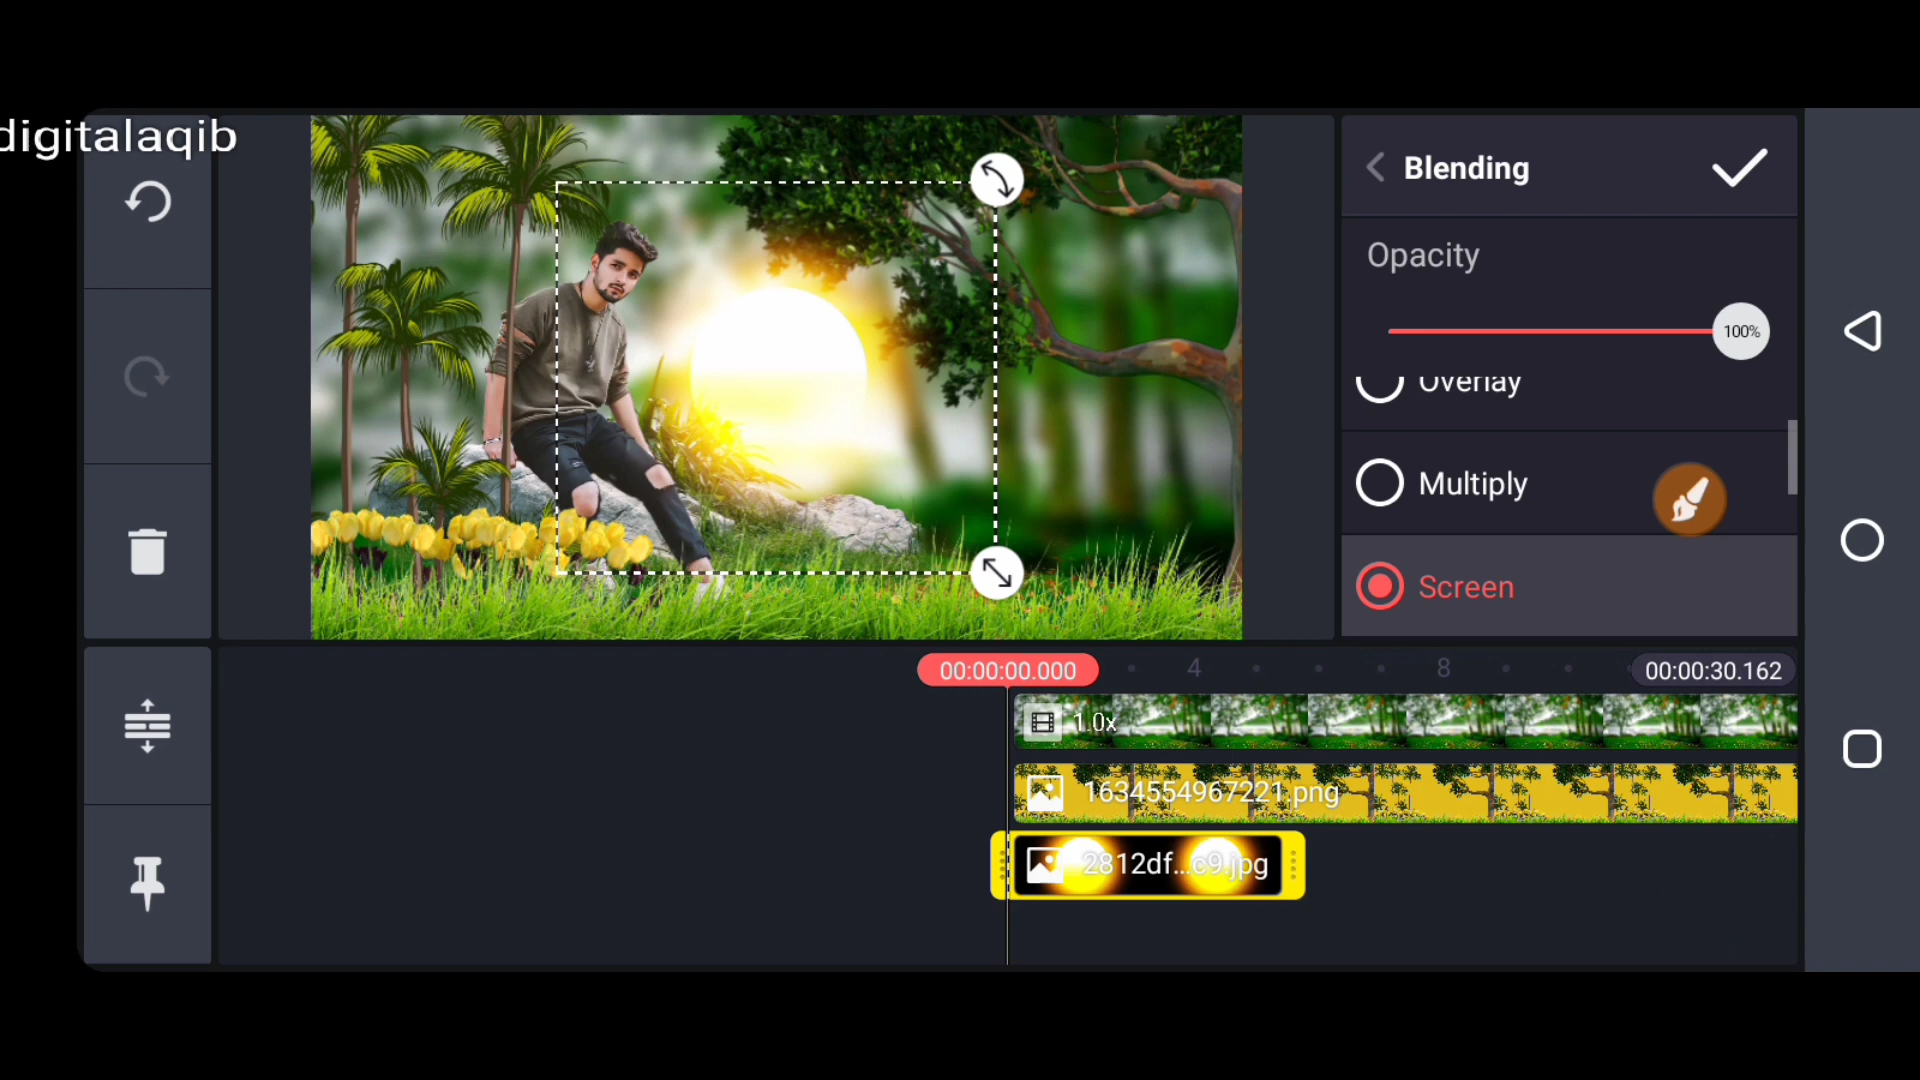 digitalaqib
Blending
Opacity
100%
Overlay
Multiply
Screen
00:00:00.000
4
8
00:00:30.162
1.0x
1634554967221.png
2812df...c9.jpg